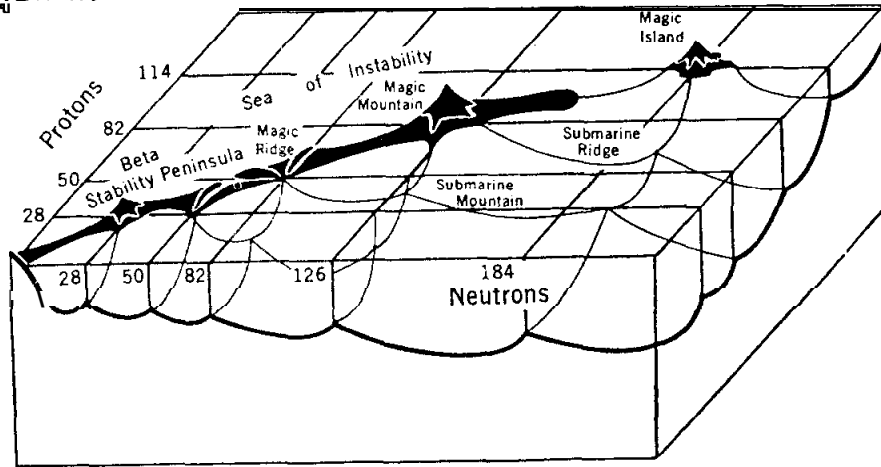 Magic
Island
114
Sea of Instability
Protons
82
Magic
Mountain
Magic
Ridge
Submarine
Ridge
Beta
Stability Peninsula
50
Submarine
Mountain
28
28 50 82 126 184
Neutrons